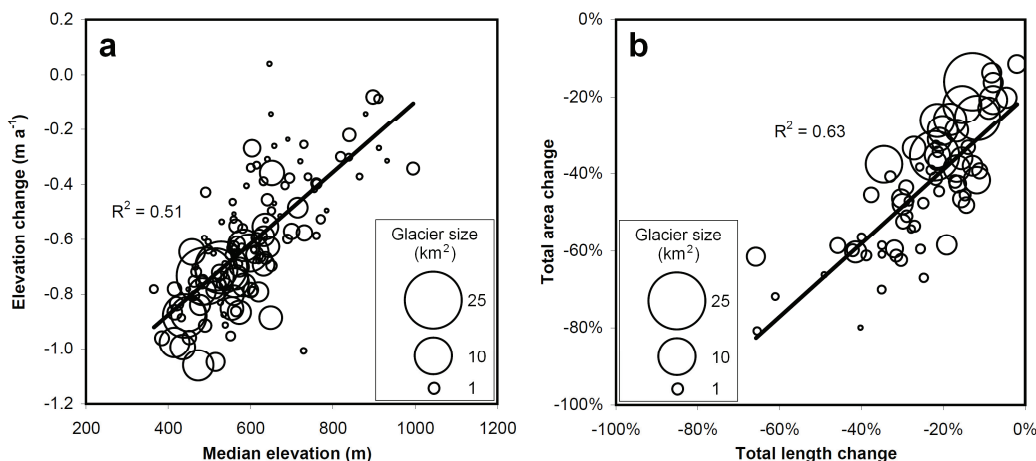 a
0.2
0.0
-0.2
-0.4
-0.6
-0.8
-1.0
-1.2
Elevation change (m a⁻¹)
R² = 0.51
Glacier size
(km²)
25
10
1
200 400 600 800 1000 1200
Median elevation (m)
b
0%
-20%
-40%
-60%
-80%
-100%
Total area change
R² = 0.63
Glacier size
(km²)
25
10
1
-100% -80% -60% -40% -20% 0%
Total length change